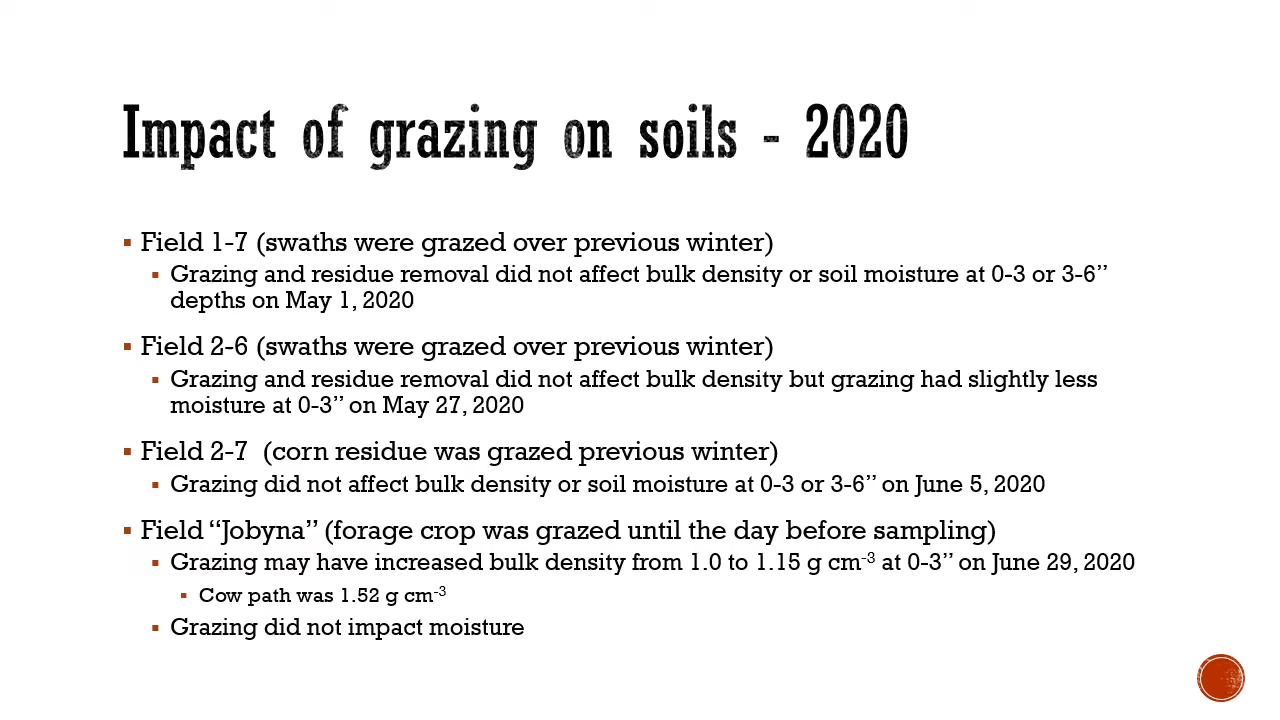 Impact of grazing on soils - 2020
▪ Field 1-7 (swaths were grazed over previous winter)
▪ Grazing and residue removal did not affect bulk density or soil moisture at 0-3 or 3-6”
depths on May 1, 2020
▪ Field 2-6 (swaths were grazed over previous winter)
▪ Grazing and residue removal did not affect bulk density but grazing had slightly less
moisture at 0-3” on May 27, 2020
▪ Field 2-7  (corn residue was grazed previous winter)
▪ Grazing did not affect bulk density or soil moisture at 0-3 or 3-6” on June 5, 2020
▪ Field “Jobyna” (forage crop was grazed until the day before sampling)
▪ Grazing may have increased bulk density from 1.0 to 1.15 g cm⁻³ at 0-3” on June 29, 2020
▪ Cow path was 1.52 g cm⁻³
▪ Grazing did not impact moisture